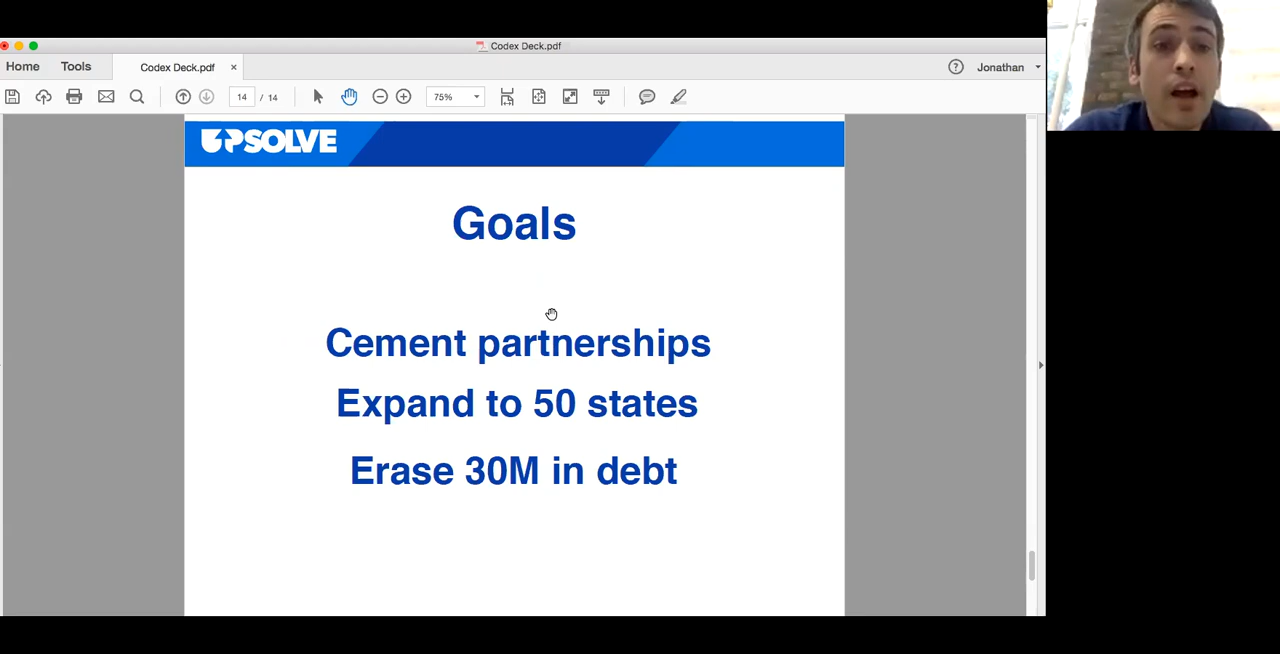 Codex Deck.pdf
Home Tools Codex Deck.pdf × Jonathan
14 / 14 75%
UPSOLVE
Goals
Cement partnerships
Expand to 50 states
Erase 30M in debt